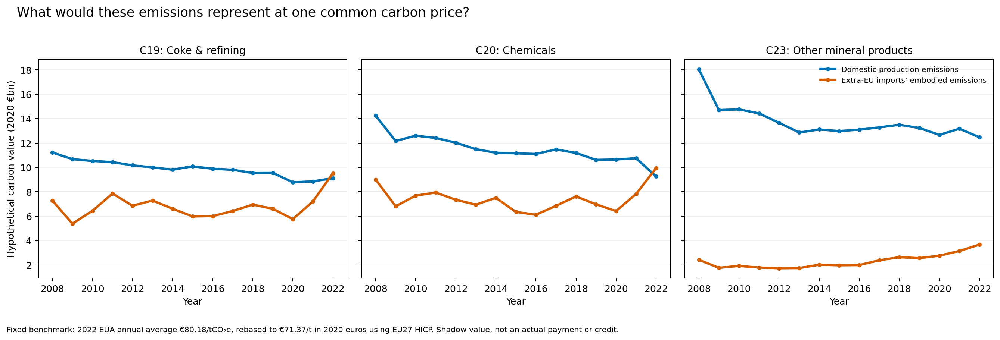 What would these emissions represent at one common carbon price?
C19: Coke & refining
C20: Chemicals
C23: Other mineral products
Domestic production emissions
Extra-EU imports’ embodied emissions
Hypothetical carbon value (2020 €bn)
18
16
14
12
10
8
6
4
2
2008 2010 2012 2014 2016 2018 2020 2022
2008 2010 2012 2014 2016 2018 2020 2022
2008 2010 2012 2014 2016 2018 2020 2022
Year
Year
Year
Fixed benchmark: 2022 EUA annual average €80.18/tCO₂e, rebased to €71.37/t in 2020 euros using EU27 HICP. Shadow value, not an actual payment or credit.